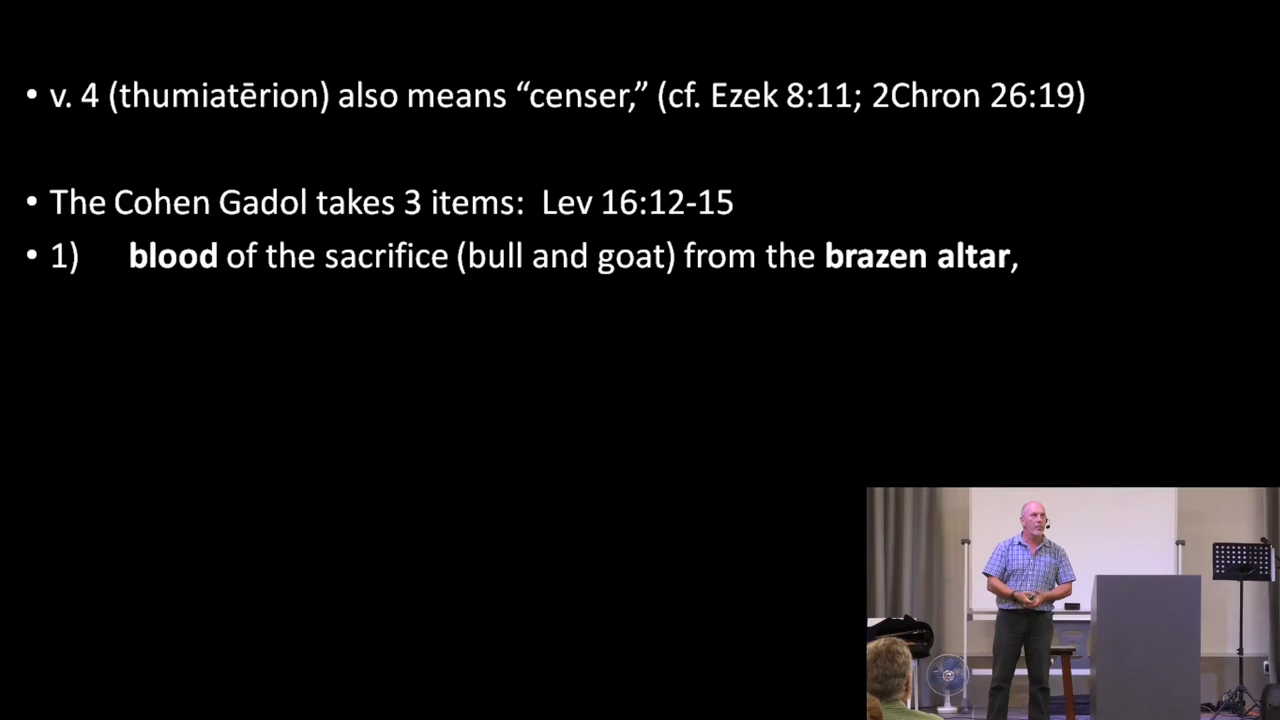 • v. 4 (thumiatērion) also means “censer,” (cf. Ezek 8:11; 2Chron 26:19)
• The Cohen Gadol takes 3 items:  Lev 16:12-15
• 1) blood of the sacrifice (bull and goat) from the brazen altar,